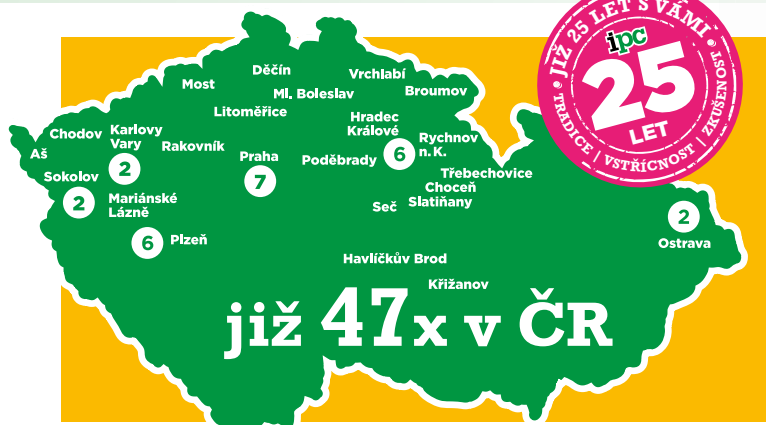 JIŽ 25 LET S VÁMI
ipc
25
LET
TRADICE | VSTŘÍCNOST | ZKUŠENOST
Děčín
Vrchlabí
Most
Ml. Boleslav
Broumov
Litoměřice
Hradec
Králové
6
Rychnov
n. K.
Chodov
Karlovy
Vary
2
Rakovník
Aš
Praha
7
Poděbrady
Třebechovice
Choceň
Sokolov
2
Mariánské
Lázně
Seč
Slatiňany
6
Plzeň
2
Ostrava
Havlíčkův Brod
Křižanov
již 47x v ČR